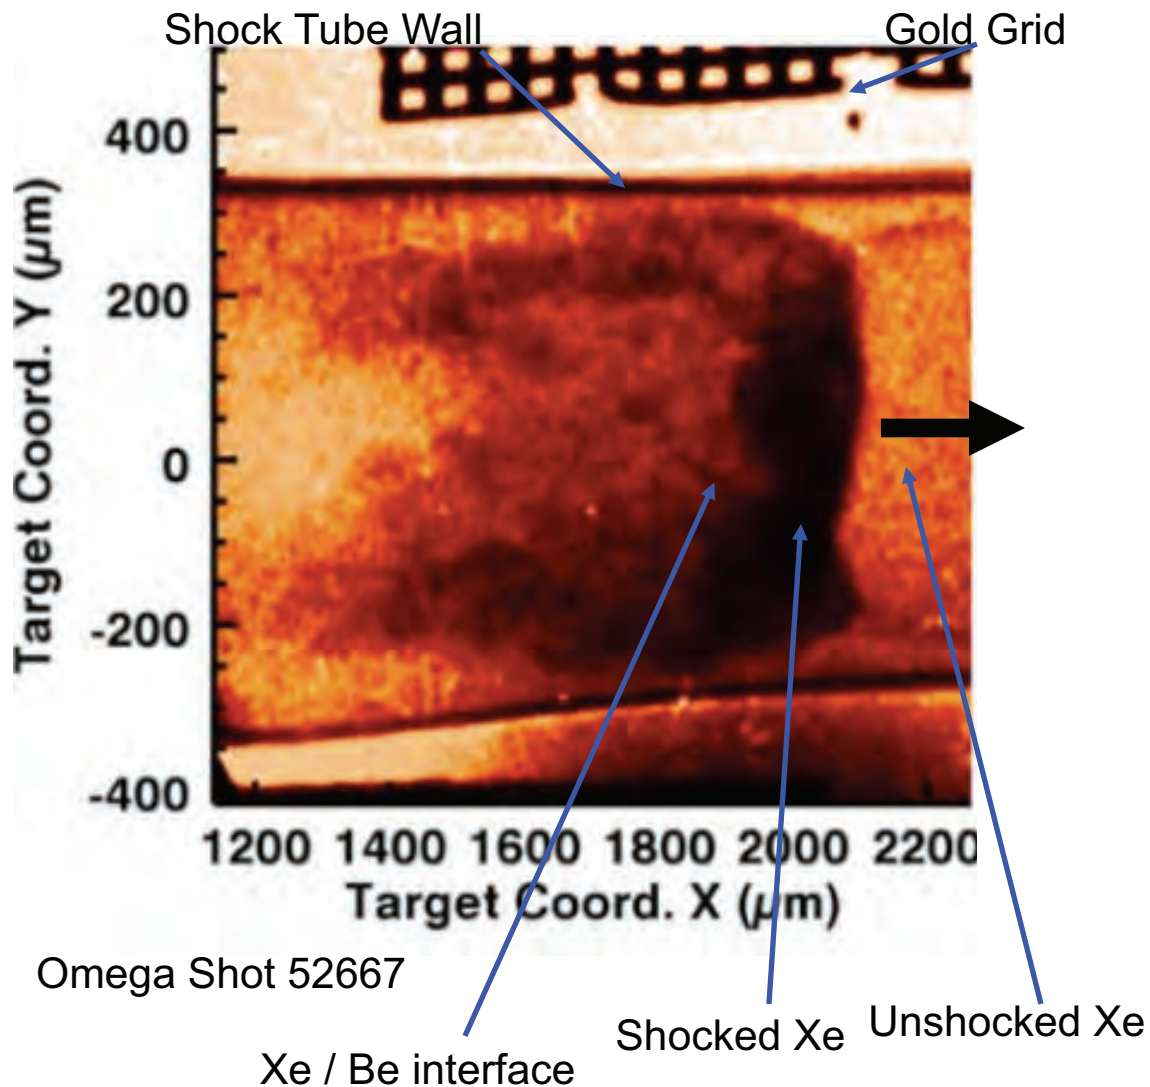 Shock Tube Wall
Gold Grid
Target Coord. Y (µm)
400
200
0
-200
-400
1200 1400 1600 1800 2000 2200
Target Coord. X (µm)
Omega Shot 52667
Xe / Be interface
Shocked Xe
Unshocked Xe